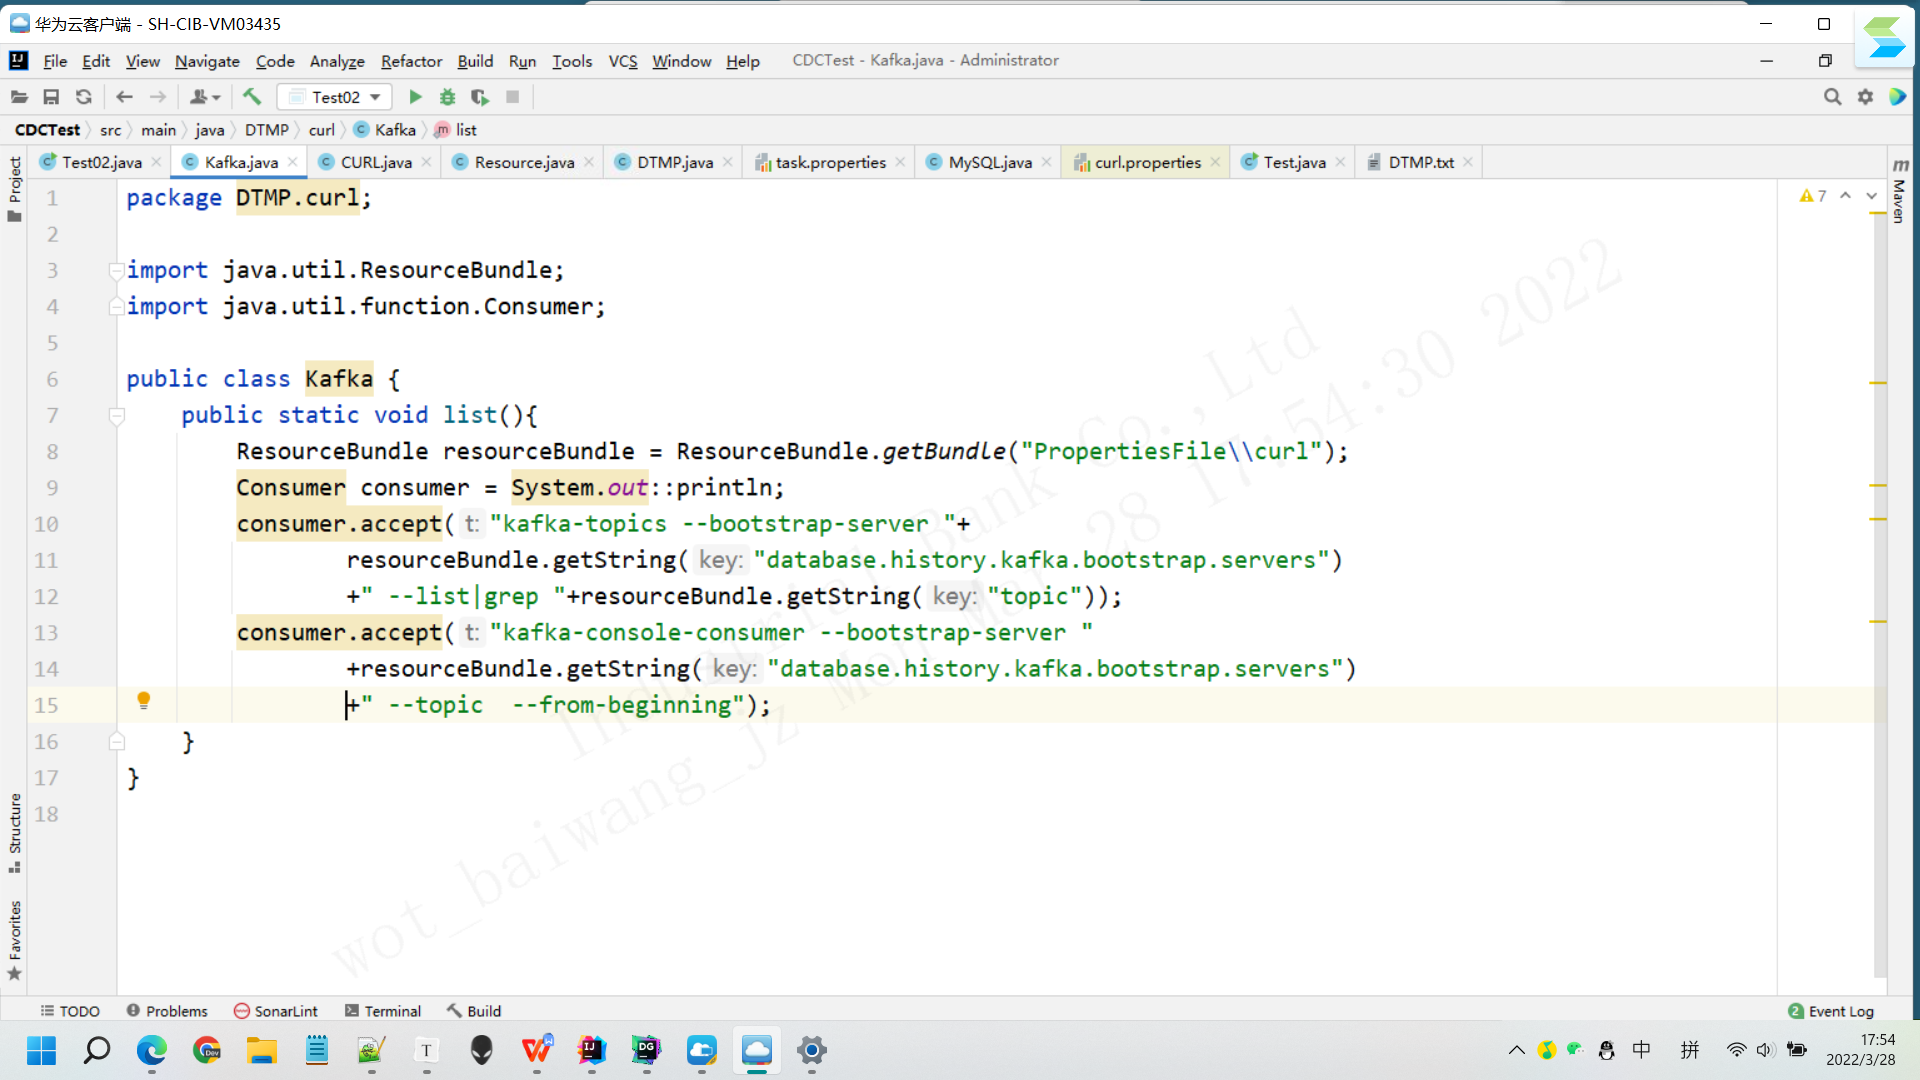 华为云客户端 - SH-CIB-VM03435
File Edit View Navigate Code Analyze Refactor Build Run Tools VCS Window Help CDCTest - Kafka.java - Administrator
Test02
CDCTest src main java DTMP curl Kafka list
Test02.java Kafka.java CURL.java Resource.java DTMP.java task.properties MySQL.java curl.properties Test.java DTMP.txt
Project
Maven
7
1 package DTMP.curl;
2
3 import java.util.ResourceBundle;
4 import java.util.function.Consumer;
5
6 public class Kafka {
7 public static void list(){
8 ResourceBundle resourceBundle = ResourceBundle.getBundle("PropertiesFile\\curl");
9 Consumer consumer = System.out::println;
10 consumer.accept( t: "kafka-topics --bootstrap-server "+
11 resourceBundle.getString( key: "database.history.kafka.bootstrap.servers")
12 +" --list|grep "+resourceBundle.getString( key: "topic"));
13 consumer.accept( t: "kafka-console-consumer --bootstrap-server "
14 +resourceBundle.getString( key: "database.history.kafka.bootstrap.servers")
15 +" --topic  --from-beginning");
16 }
17 }
18
Industrial Bank Co.,Ltd
wot_baiwang_jz Mon Mar 28 17:54:30 2022
Structure
Favorites
TODO Problems SonarLint Terminal Build 2 Event Log
中 拼 17:54
2022/3/28